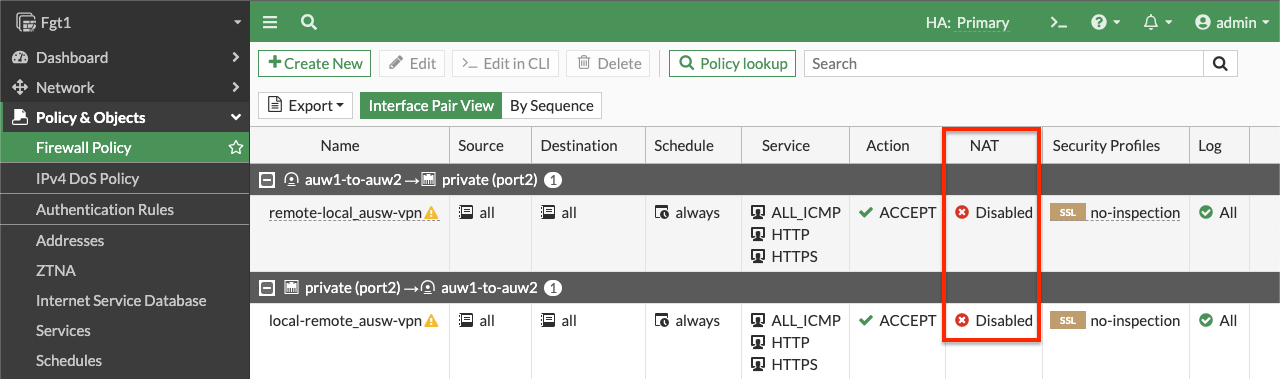 Fgt1
HA: Primary
>_
admin
Dashboard
Network
Policy & Objects
Firewall Policy
IPv4 DoS Policy
Authentication Rules
Addresses
ZTNA
Internet Service Database
Services
Schedules
+Create New
Edit
>_ Edit in CLI
Delete
Policy lookup
Search
Export
Interface Pair View
By Sequence
Name Source Destination Schedule Service Action NAT Security Profiles Log
auw1-to-auw2 → private (port2) 1
remote-local_ausw-vpn all all always ALL_ICMP ACCEPT Disabled SSL no-inspection All
HTTP
HTTPS
private (port2) → auw1-to-auw2 1
local-remote_ausw-vpn all all always ALL_ICMP ACCEPT Disabled SSL no-inspection All
HTTP
HTTPS